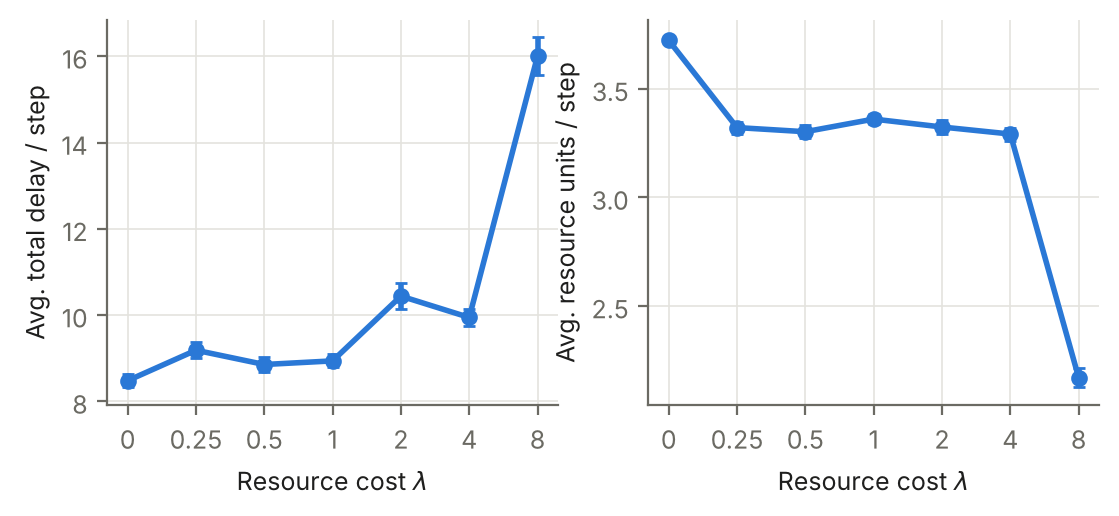 Avg. total delay / step
16
14
12
10
8
0 0.25 0.5 1 2 4 8
Resource cost λ
Avg. resource units / step
3.5
3.0
2.5
0 0.25 0.5 1 2 4 8
Resource cost λ